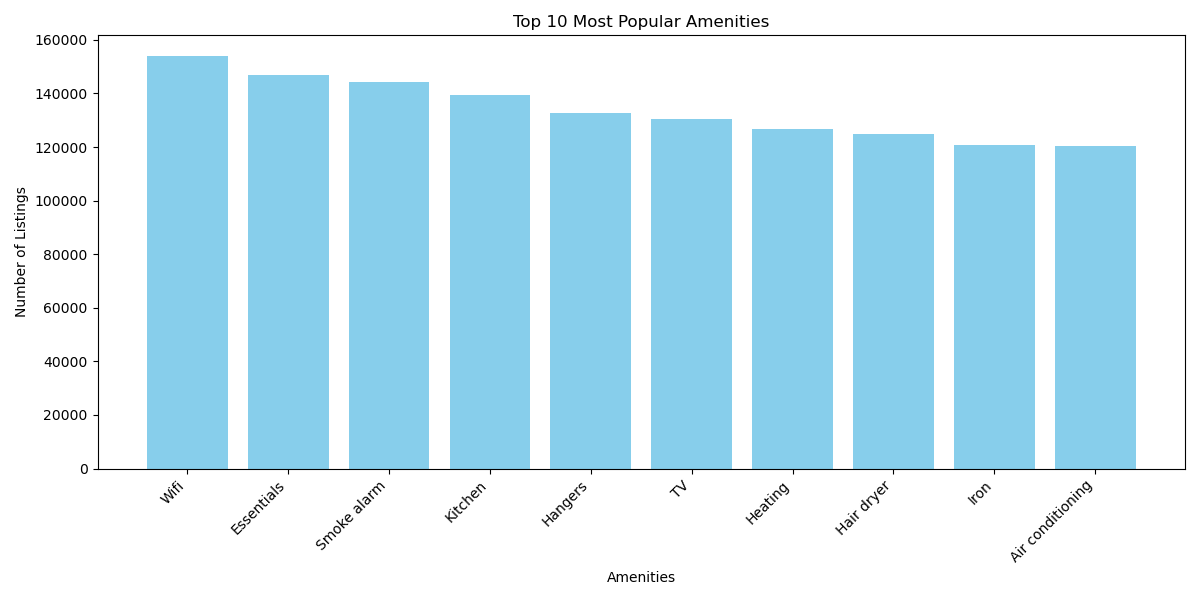 Top 10 Most Popular Amenities
Number of Listings
160000
140000
120000
100000
80000
60000
40000
20000
0
Wifi
Essentials
Smoke alarm
Kitchen
Hangers
TV
Heating
Hair dryer
Iron
Air conditioning
Amenities